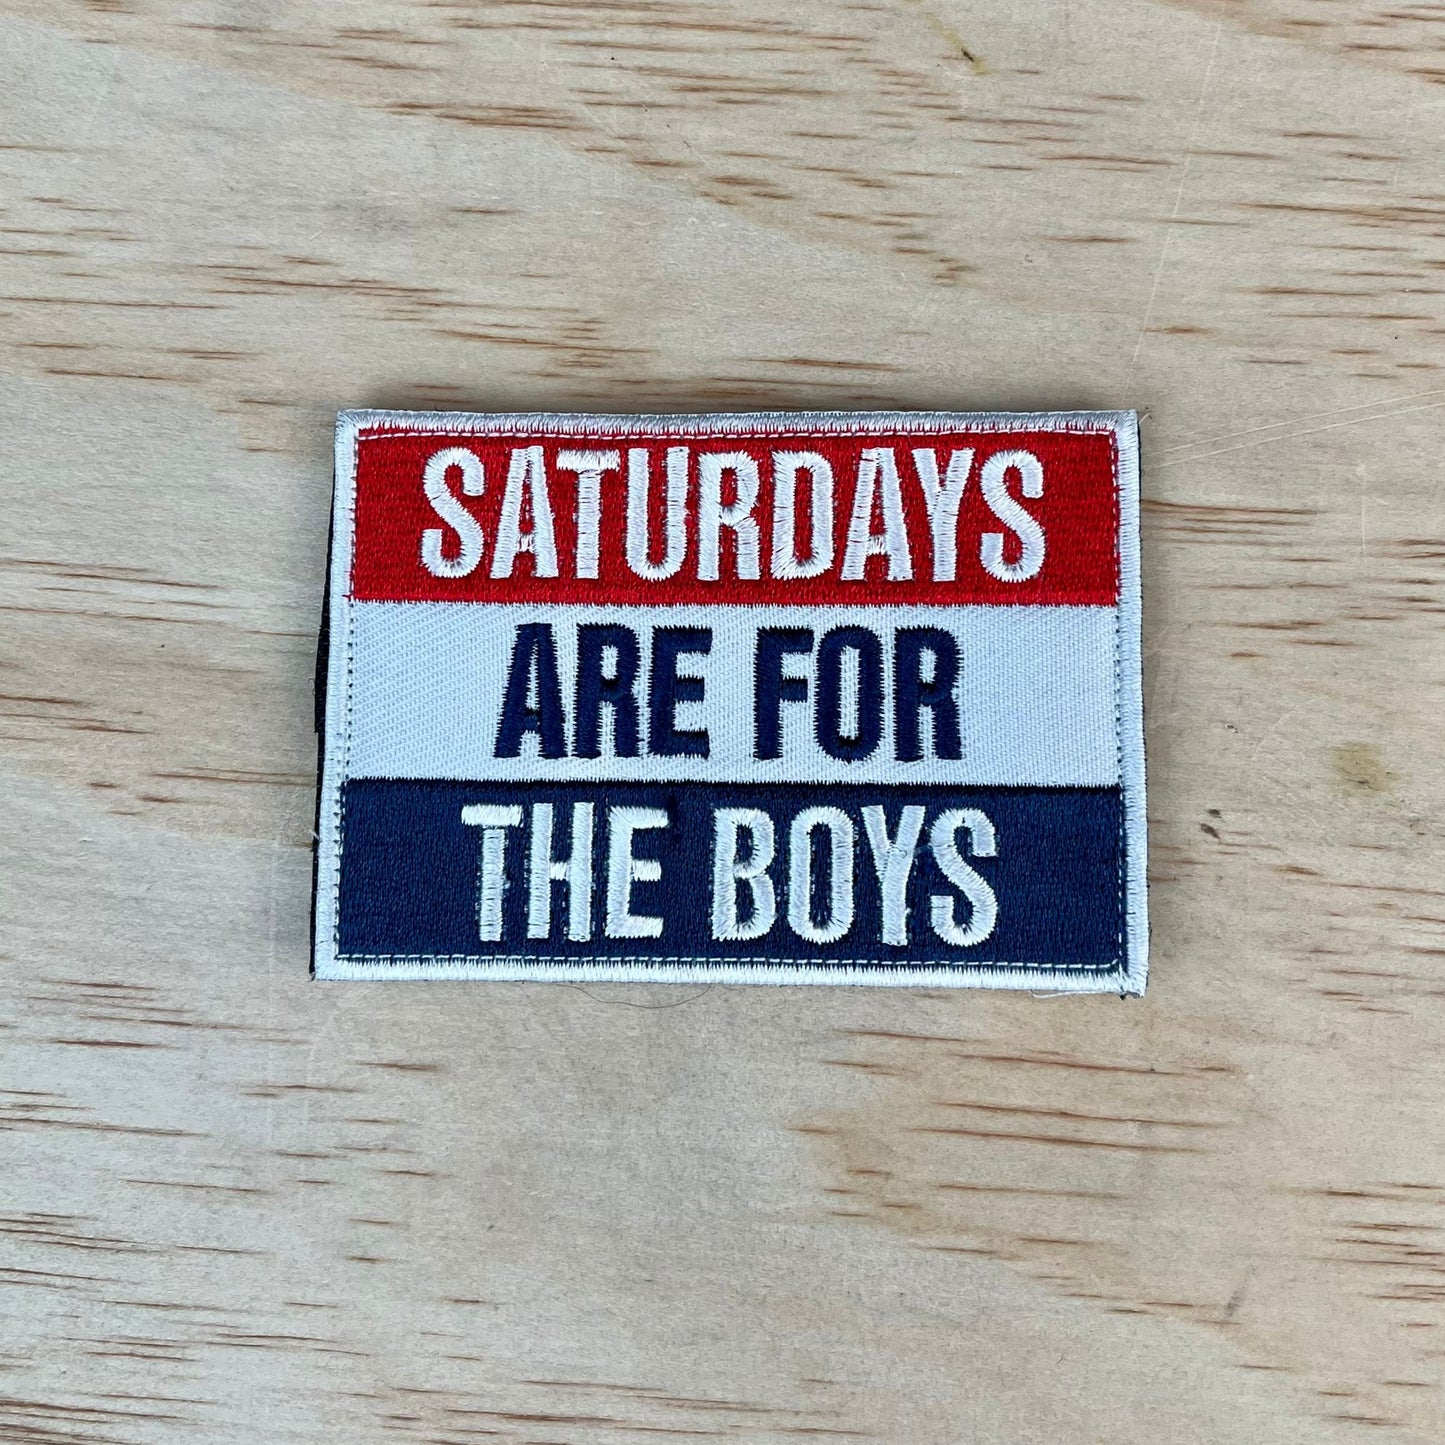 SATURDAYS
ARE FOR
THE BOYS